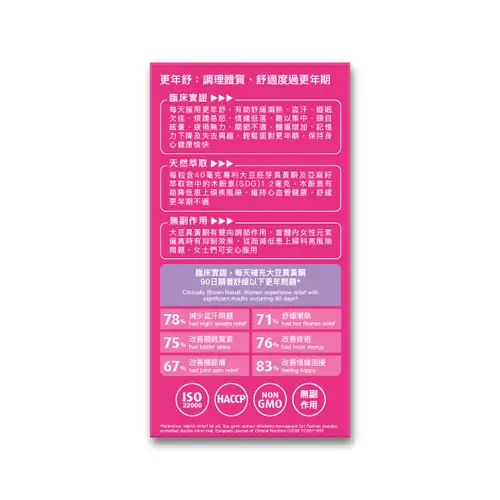 更年舒：調理體質、舒適度過更年期
臨床實證 ▶▶▶
每天服用更年舒，有助舒緩潮熱、盜汗、睡眠
欠佳、煩躁易怒、情緒低落、難以集中、頭目
眩暈、疲倦無力、關節不適、體重增加、記憶
力下降及失去興趣，輕鬆面對更年期，保持身
心健康愉快
天然萃取 ▶▶▶
每粒含40毫克專利大豆胚芽異黃酮及亞麻籽
萃取物中的木酚素(SDG)1.2毫克。木酚素有
助降低患上頑疾風險，維持心血管健康，舒緩
更年期不適
無副作用 ▶▶▶
大豆異黃酮有雙向調節作用，當體內女性元素
偏高時有抑制效果，從而減低患上婦科高風險
問題，女士們可安心服用
臨床實證，每天補充大豆異黃酮
90日顯著舒緩以下更年問題*
Clinically Shown Result: Women experience relief with
significant results occurring 90 days*
78% 減少盜汗問題
had night sweats relief
71% 舒緩潮熱
had hot flashes relief
75% 改善睡眠質素
had better sleep
76% 改善疲倦
had more energy
67% 改善關節痛
had joint pain relief
83% 改善情緒困擾
feeling happy
ISO
22000
HACCP
NON
GMO
無副
作用